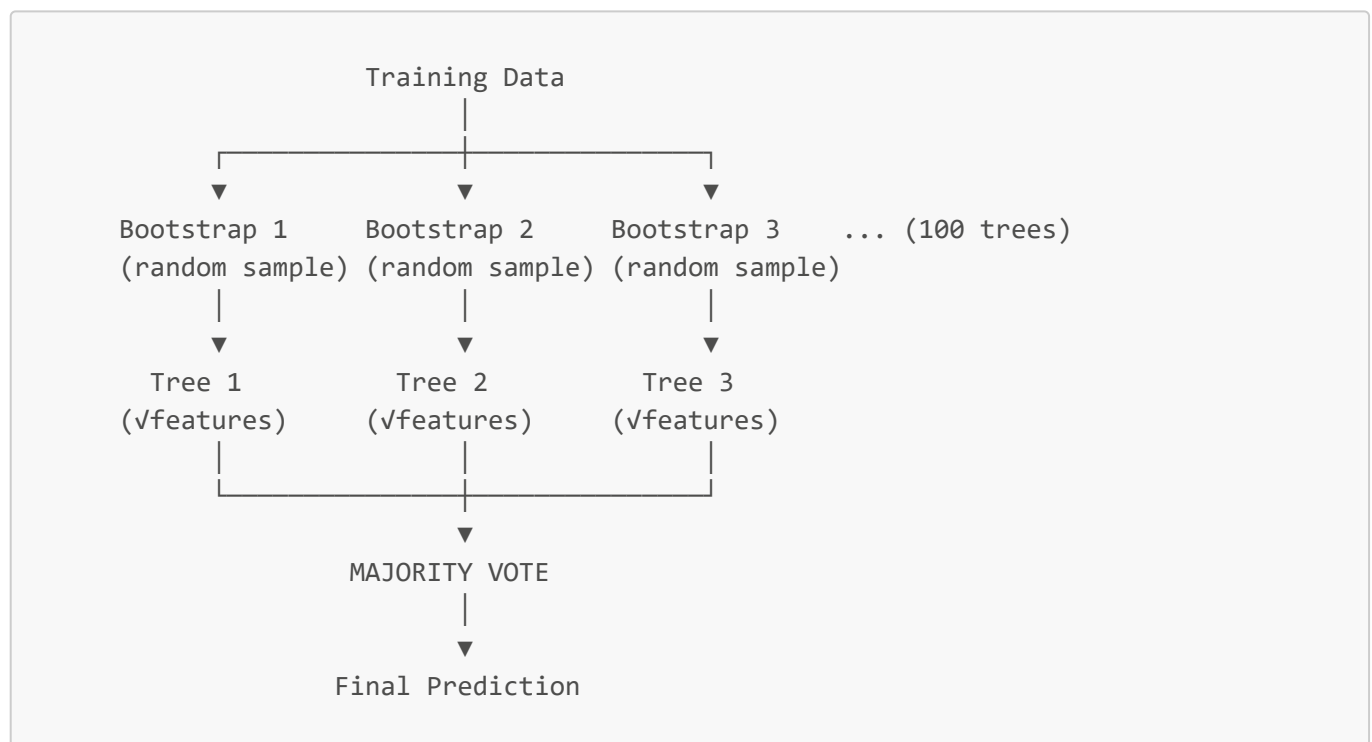 Training Data
Bootstrap 1 Bootstrap 2 Bootstrap 3 ... (100 trees)
(random sample) (random sample) (random sample)
Tree 1 Tree 2 Tree 3
(√features) (√features) (√features)
MAJORITY VOTE
Final Prediction